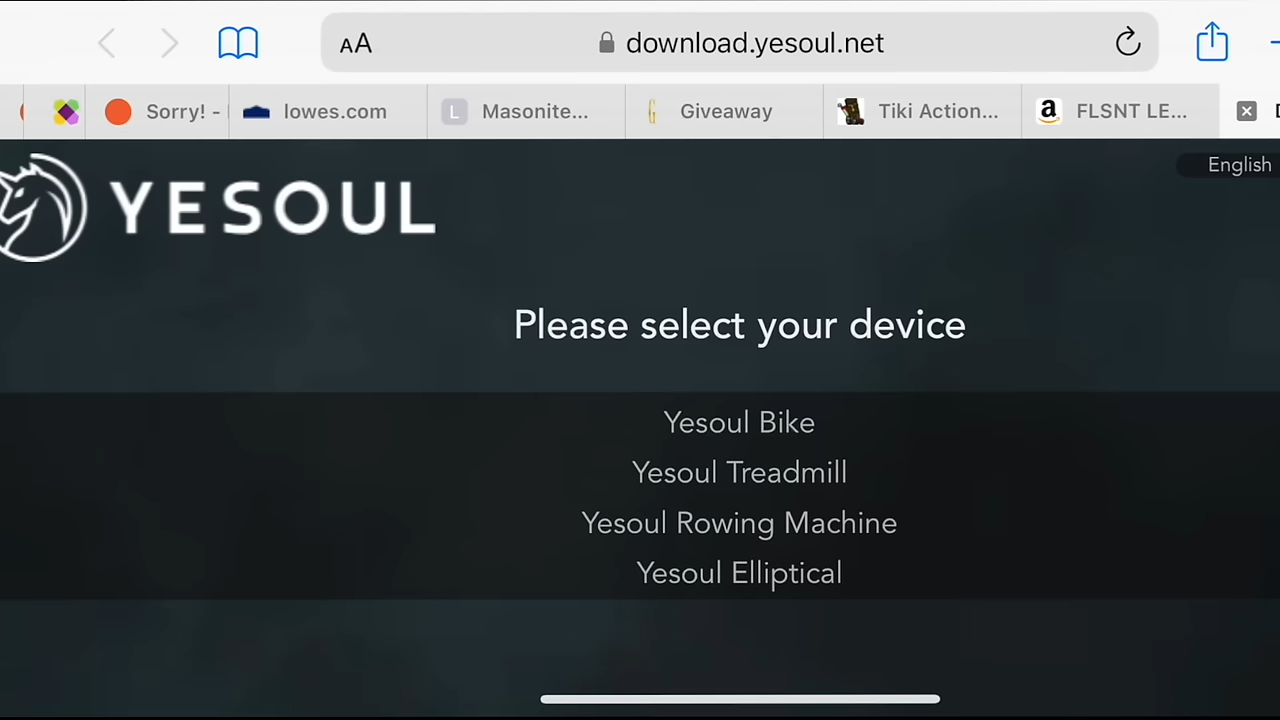 AA download.yesoul.net
Sorry! - lowes.com L Masonite... Giveaway Tiki Action... a FLSNT LE...
English
YESOUL
Please select your device
Yesoul Bike
Yesoul Treadmill
Yesoul Rowing Machine
Yesoul Elliptical